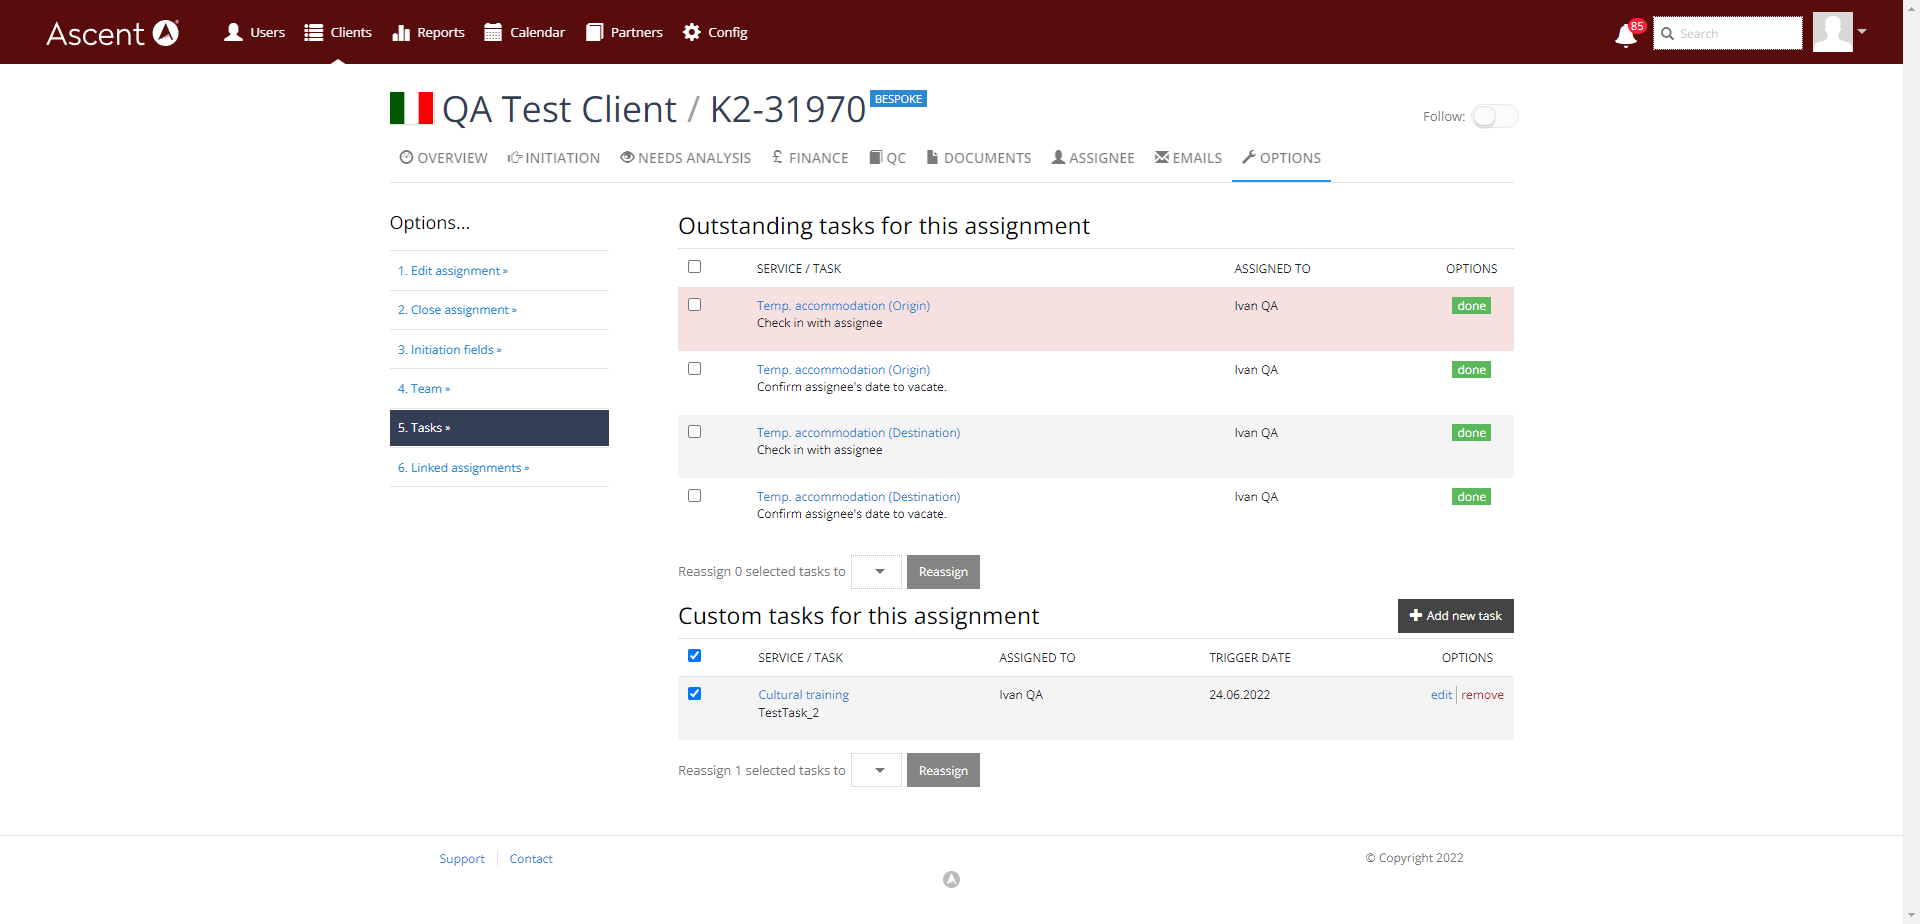 Ascent
Users Clients Reports Calendar Partners Config
85
Search
QA Test Client / K2-31970 BESPOKE
Follow:
OVERVIEW INITIATION NEEDS ANALYSIS FINANCE QC DOCUMENTS ASSIGNEE EMAILS OPTIONS
Options...
1. Edit assignment »
2. Close assignment »
3. Initiation fields »
4. Team »
5. Tasks »
6. Linked assignments »
Outstanding tasks for this assignment
SERVICE / TASK ASSIGNED TO OPTIONS
Temp. accommodation (Origin) Ivan QA done
Check in with assignee
Temp. accommodation (Origin) Ivan QA done
Confirm assignee's date to vacate.
Temp. accommodation (Destination) Ivan QA done
Check in with assignee
Temp. accommodation (Destination) Ivan QA done
Confirm assignee's date to vacate.
Reassign 0 selected tasks to Reassign
Custom tasks for this assignment Add new task
SERVICE / TASK ASSIGNED TO TRIGGER DATE OPTIONS
Cultural training Ivan QA 24.06.2022 edit remove
TestTask_2
Reassign 1 selected tasks to Reassign
Support Contact © Copyright 2022